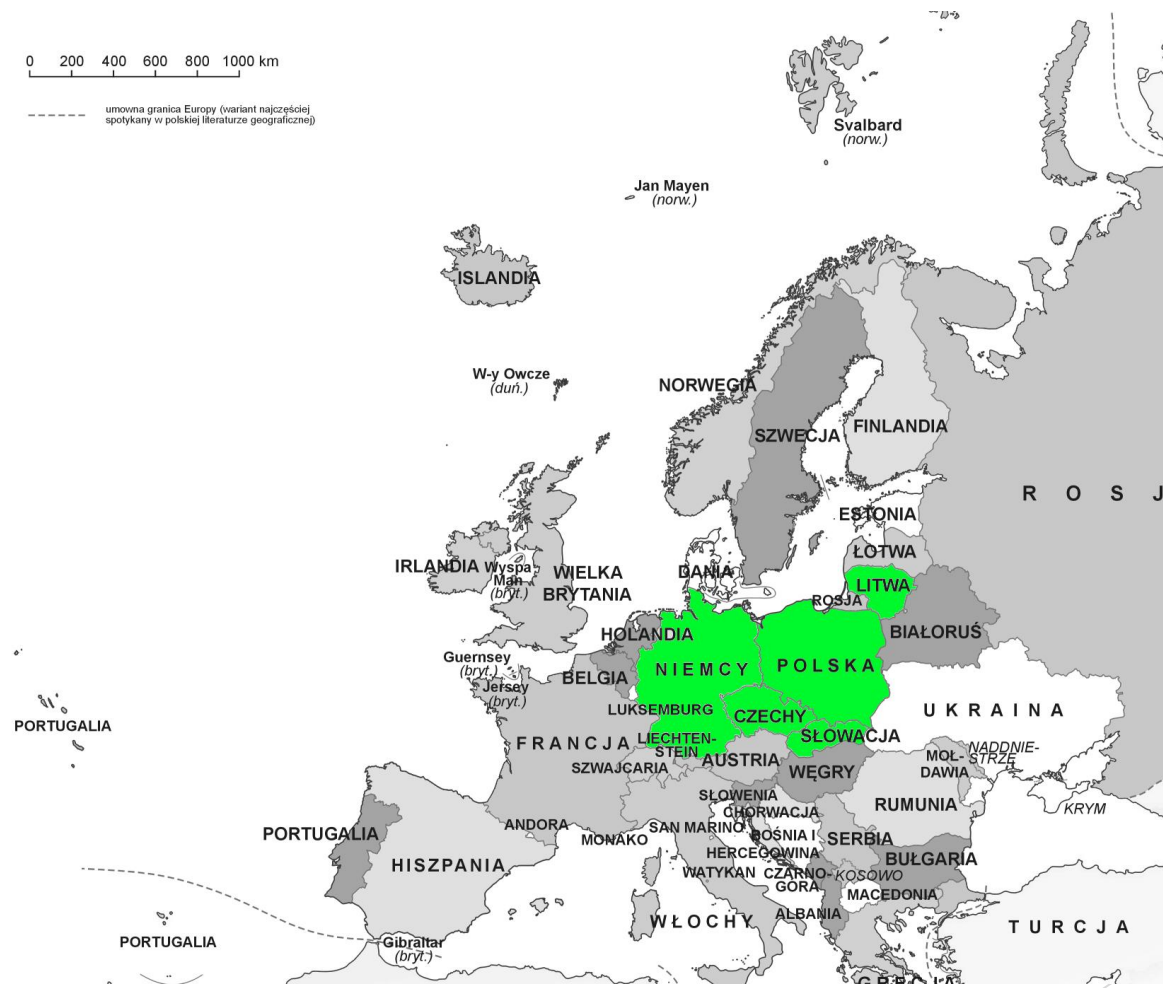 0 200 400 600 800 1000 km
umowna granica Europy (wariant najczęściej
spotykany w polskiej literaturze geograficznej)
Svalbard
(norw.)
Jan Mayen
(norw.)
ISLANDIA
W-y Owcze
(duń.)
NORWEGIA
SZWECJA
FINLANDIA
R O S J
ESTONIA
ŁOTWA
LITWA
ROSJA
DANIA
IRLANDIA
Wyspa
Man
(bryt.)
WIELKA
BRYTANIA
BIAŁORUŚ
HOLANDIA
NIEMCY
POLSKA
Guernsey
(bryt.)
Jersey
(bryt.)
BELGIA
LUKSEMBURG
CZECHY
SŁOWACJA
UKRAINA
PORTUGALIA
FRANCJA
LIECHTEN-
STEIN
SZWAJCARIA
AUSTRIA
WĘGRY
MOŁ-
DAWIA
NADDNIE-
STRZE
KRYM
RUMUNIA
SŁOWENIA
CHORWACJA
PORTUGALIA
HISZPANIA
ANDORA
MONAKO
SAN MARINO
BOŚNIA I
HERCEGOWINA
SERBIA
BUŁGARIA
WATYKAN
CZARNO-
GÓRA
KOSOWO
MACEDONIA
ALBANIA
WŁOCHY
TURCJA
PORTUGALIA
Gibraltar
(bryt.)
GRECJA